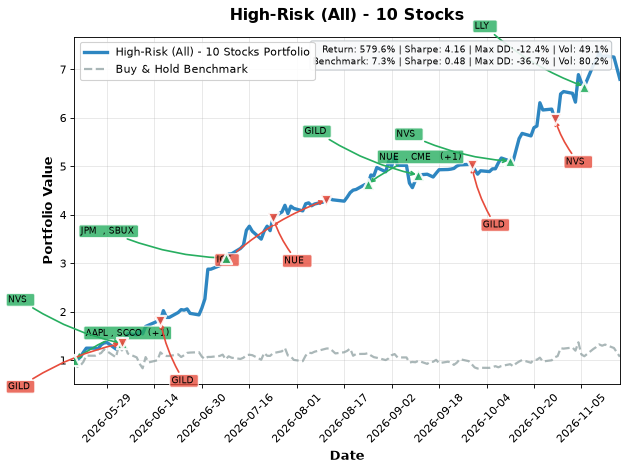 High-Risk (All) - 10 Stocks
LLY
High-Risk (All) - 10 Stocks Portfolio
Buy & Hold Benchmark
Return: 579.6% | Sharpe: 4.16 | Max DD: -12.4% | Vol: 49.1%
Benchmark: 7.3% | Sharpe: 0.48 | Max DD: -36.7% | Vol: 80.2%
GILD
NVS
NUE , CME (+1)
NVS
GILD
JPM , SBUX
NUE
NVS
AAPL , SCCO (+2)
GILD
GILD
7
6
5
4
3
2
1
Portfolio Value
2026-05-29
2026-06-14
2026-06-30
2026-07-16
2026-08-01
2026-08-17
2026-09-02
2026-09-18
2026-10-04
2026-10-20
2026-11-05
Date